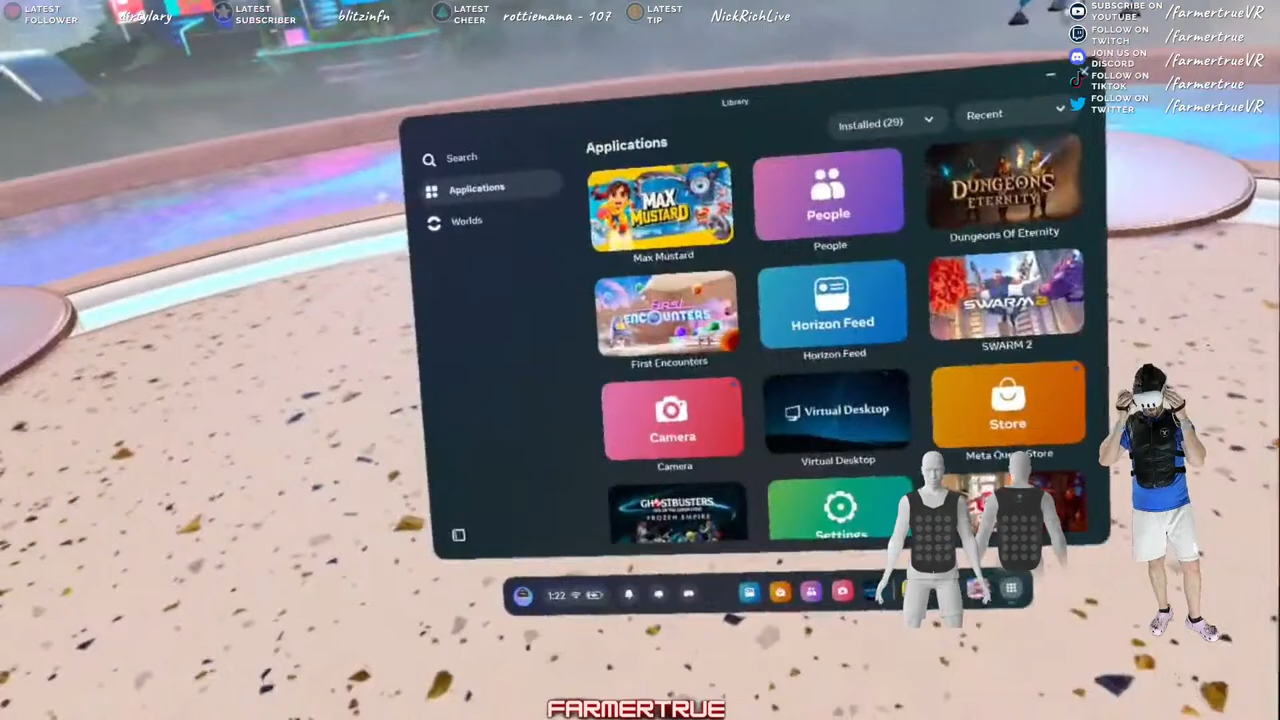 LATEST FOLLOWER
dirtylary
LATEST SUBSCRIBER
blitzinfn
LATEST CHEER
rottiemama - 107
LATEST TIP
NickRichLive
SUBSCRIBE ON YOUTUBE
/farmertrueVR
FOLLOW ON TWITCH
/farmertrue
JOIN US ON DISCORD
/farmertrueVR
FOLLOW ON TIKTOK
/farmertrue
FOLLOW ON TWITTER
/farmertrueVR
Library
Search
Applications
Worlds
Applications
Installed (29)
Recent
MAX MUSTARD
Max Mustard
People
People
DUNGEONS OF ETERNITY
Dungeons Of Eternity
FIRST ENCOUNTERS
First Encounters
Horizon Feed
Horizon Feed
SWARM 2
SWARM 2
Camera
Camera
Virtual Desktop
Virtual Desktop
Store
Meta Quest Store
GHOSTBUSTERS
FROZEN EMPIRE
Settings
1:22
FARMERTRUE